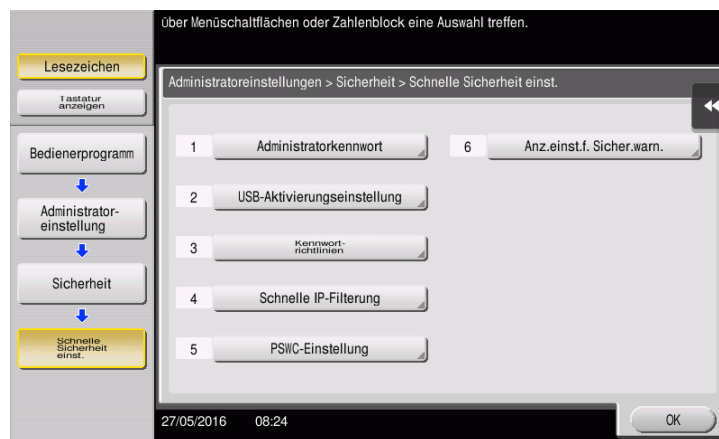 über Menüschaltflächen oder Zahlenblock eine Auswahl treffen.
Lesezeichen
Tastatur
anzeigen
Bedienerprogramm
Administrator-
einstellung
Sicherheit
Schnelle
Sicherheit
einst.
Administratoreinstellungen > Sicherheit > Schnelle Sicherheit einst.
1 Administratorkennwort
2 USB-Aktivierungseinstellung
3 Kennwort-
richtlinien
4 Schnelle IP-Filterung
5 PSWC-Einstellung
6 Anz.einst.f. Sicher.warn.
27/05/2016 08:24
OK